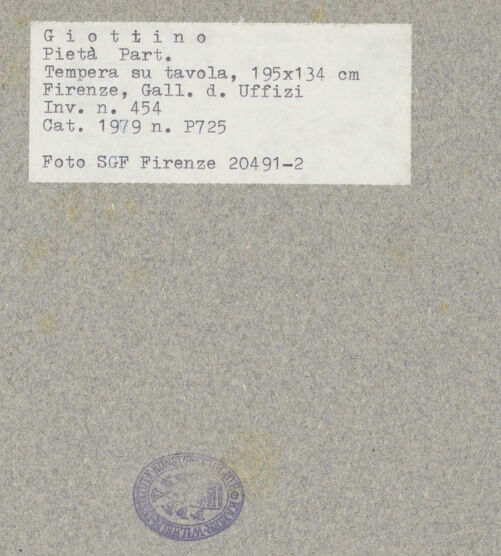 Giottino
Pietà Part.
Tempera su tavola, 195x134 cm
Firenze, Gall. d. Uffizi
Inv. n. 454
Cat. 1979 n. P725
Foto SGF Firenze 20491-2